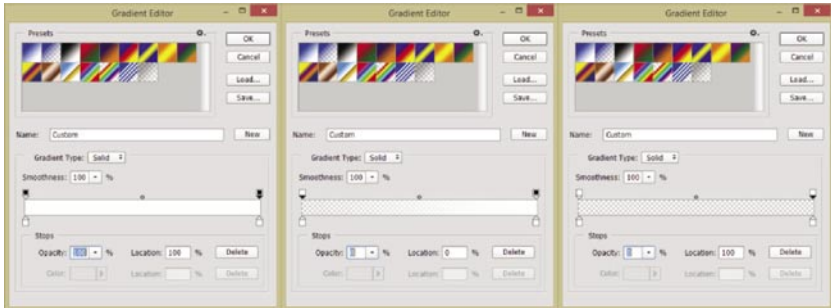 Gradient Editor
Presets
OK
Cancel
Load...
Save...
Name: Custom
New
Gradient Type: Solid
Smoothness: 100 %
Stops
Opacity: 100 % Location: 100 % Delete
Color: Location: % Delete
Gradient Editor
Presets
OK
Cancel
Load...
Save...
Name: Custom
New
Gradient Type: Solid
Smoothness: 100 %
Stops
Opacity: 0 % Location: 0 % Delete
Color: Location: % Delete
Gradient Editor
Presets
OK
Cancel
Load...
Save...
Name: Custom
New
Gradient Type: Solid
Smoothness: 100 %
Stops
Opacity: 0 % Location: 100 % Delete
Color: Location: % Delete